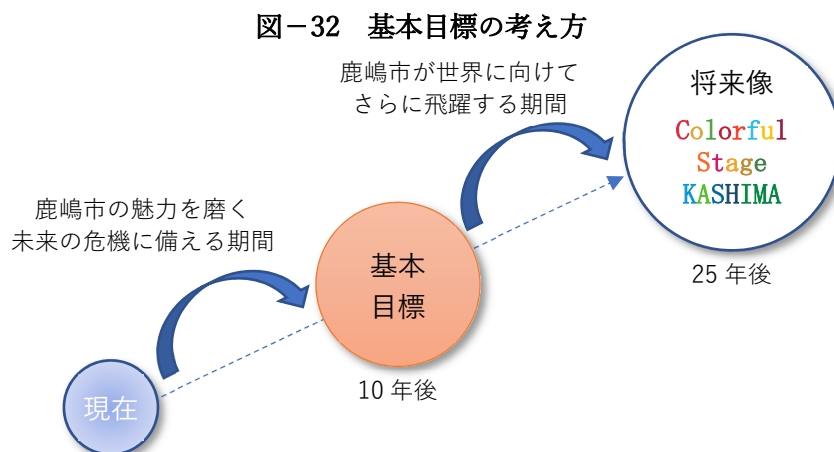 図－32　基本目標の考え方
鹿嶋市が世界に向けて
さらに飛躍する期間
将来像
Colorful
Stage
KASHIMA
25 年後
鹿嶋市の魅力を磨く
未来の危機に備える期間
基本
目標
10 年後
現在